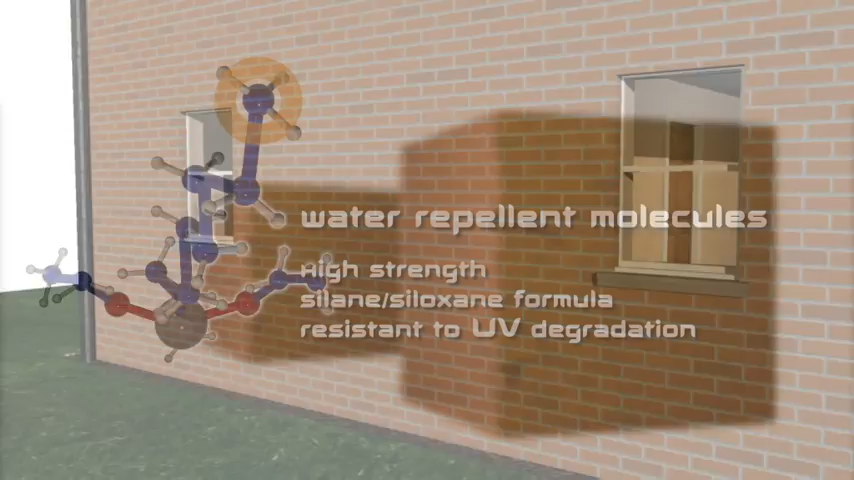 water repellent molecules
High strength
silane/siloxane formula
resistant to UV degradation